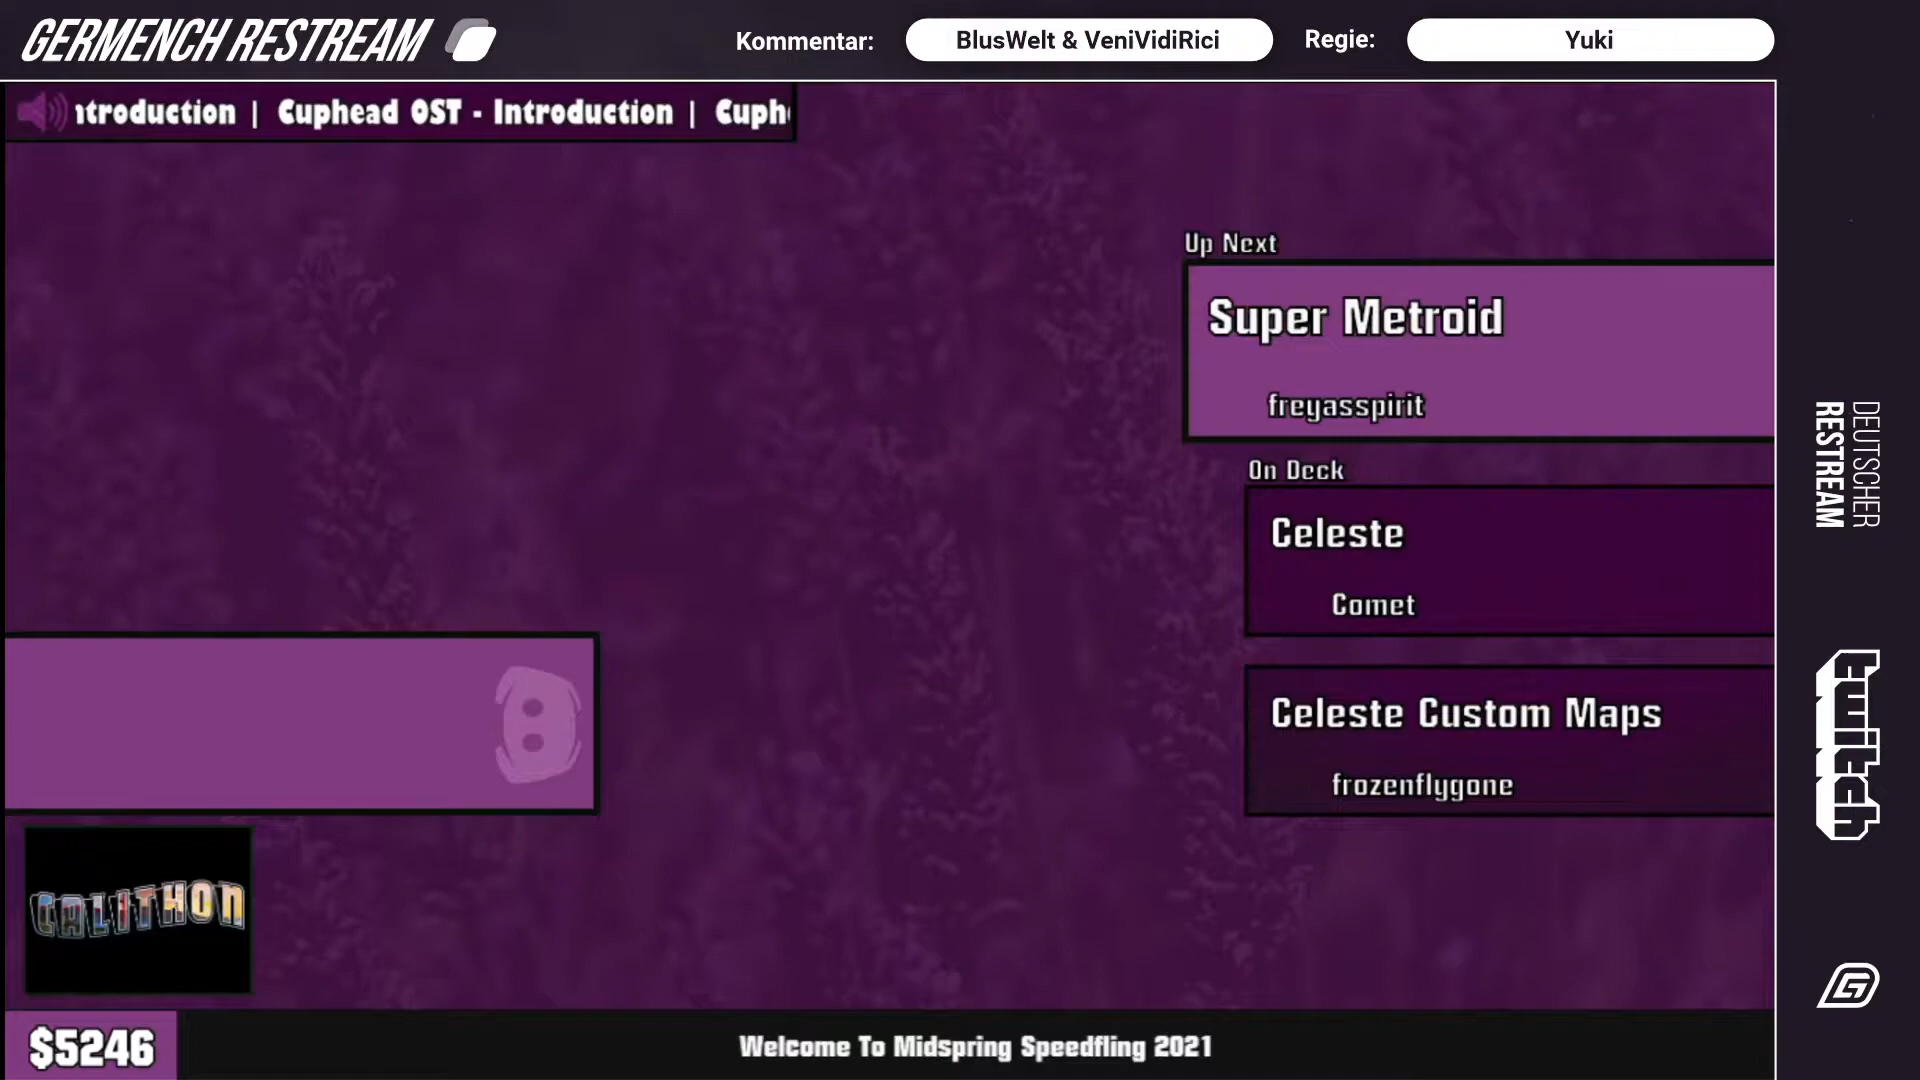 GERMENCH RESTREAM
Kommentar: BlusWelt & VeniVidiRici Regie: Yuki
ntroduction | Cuphead OST - Introduction | Cuph
Up Next
Super Metroid
freyasspirit
On Deck
Celeste
Comet
Celeste Custom Maps
frozenflygone
CALITHON
$5246
Welcome To Midspring Speedfling 2021
DEUTSCHER
RESTREAM
twitch
G